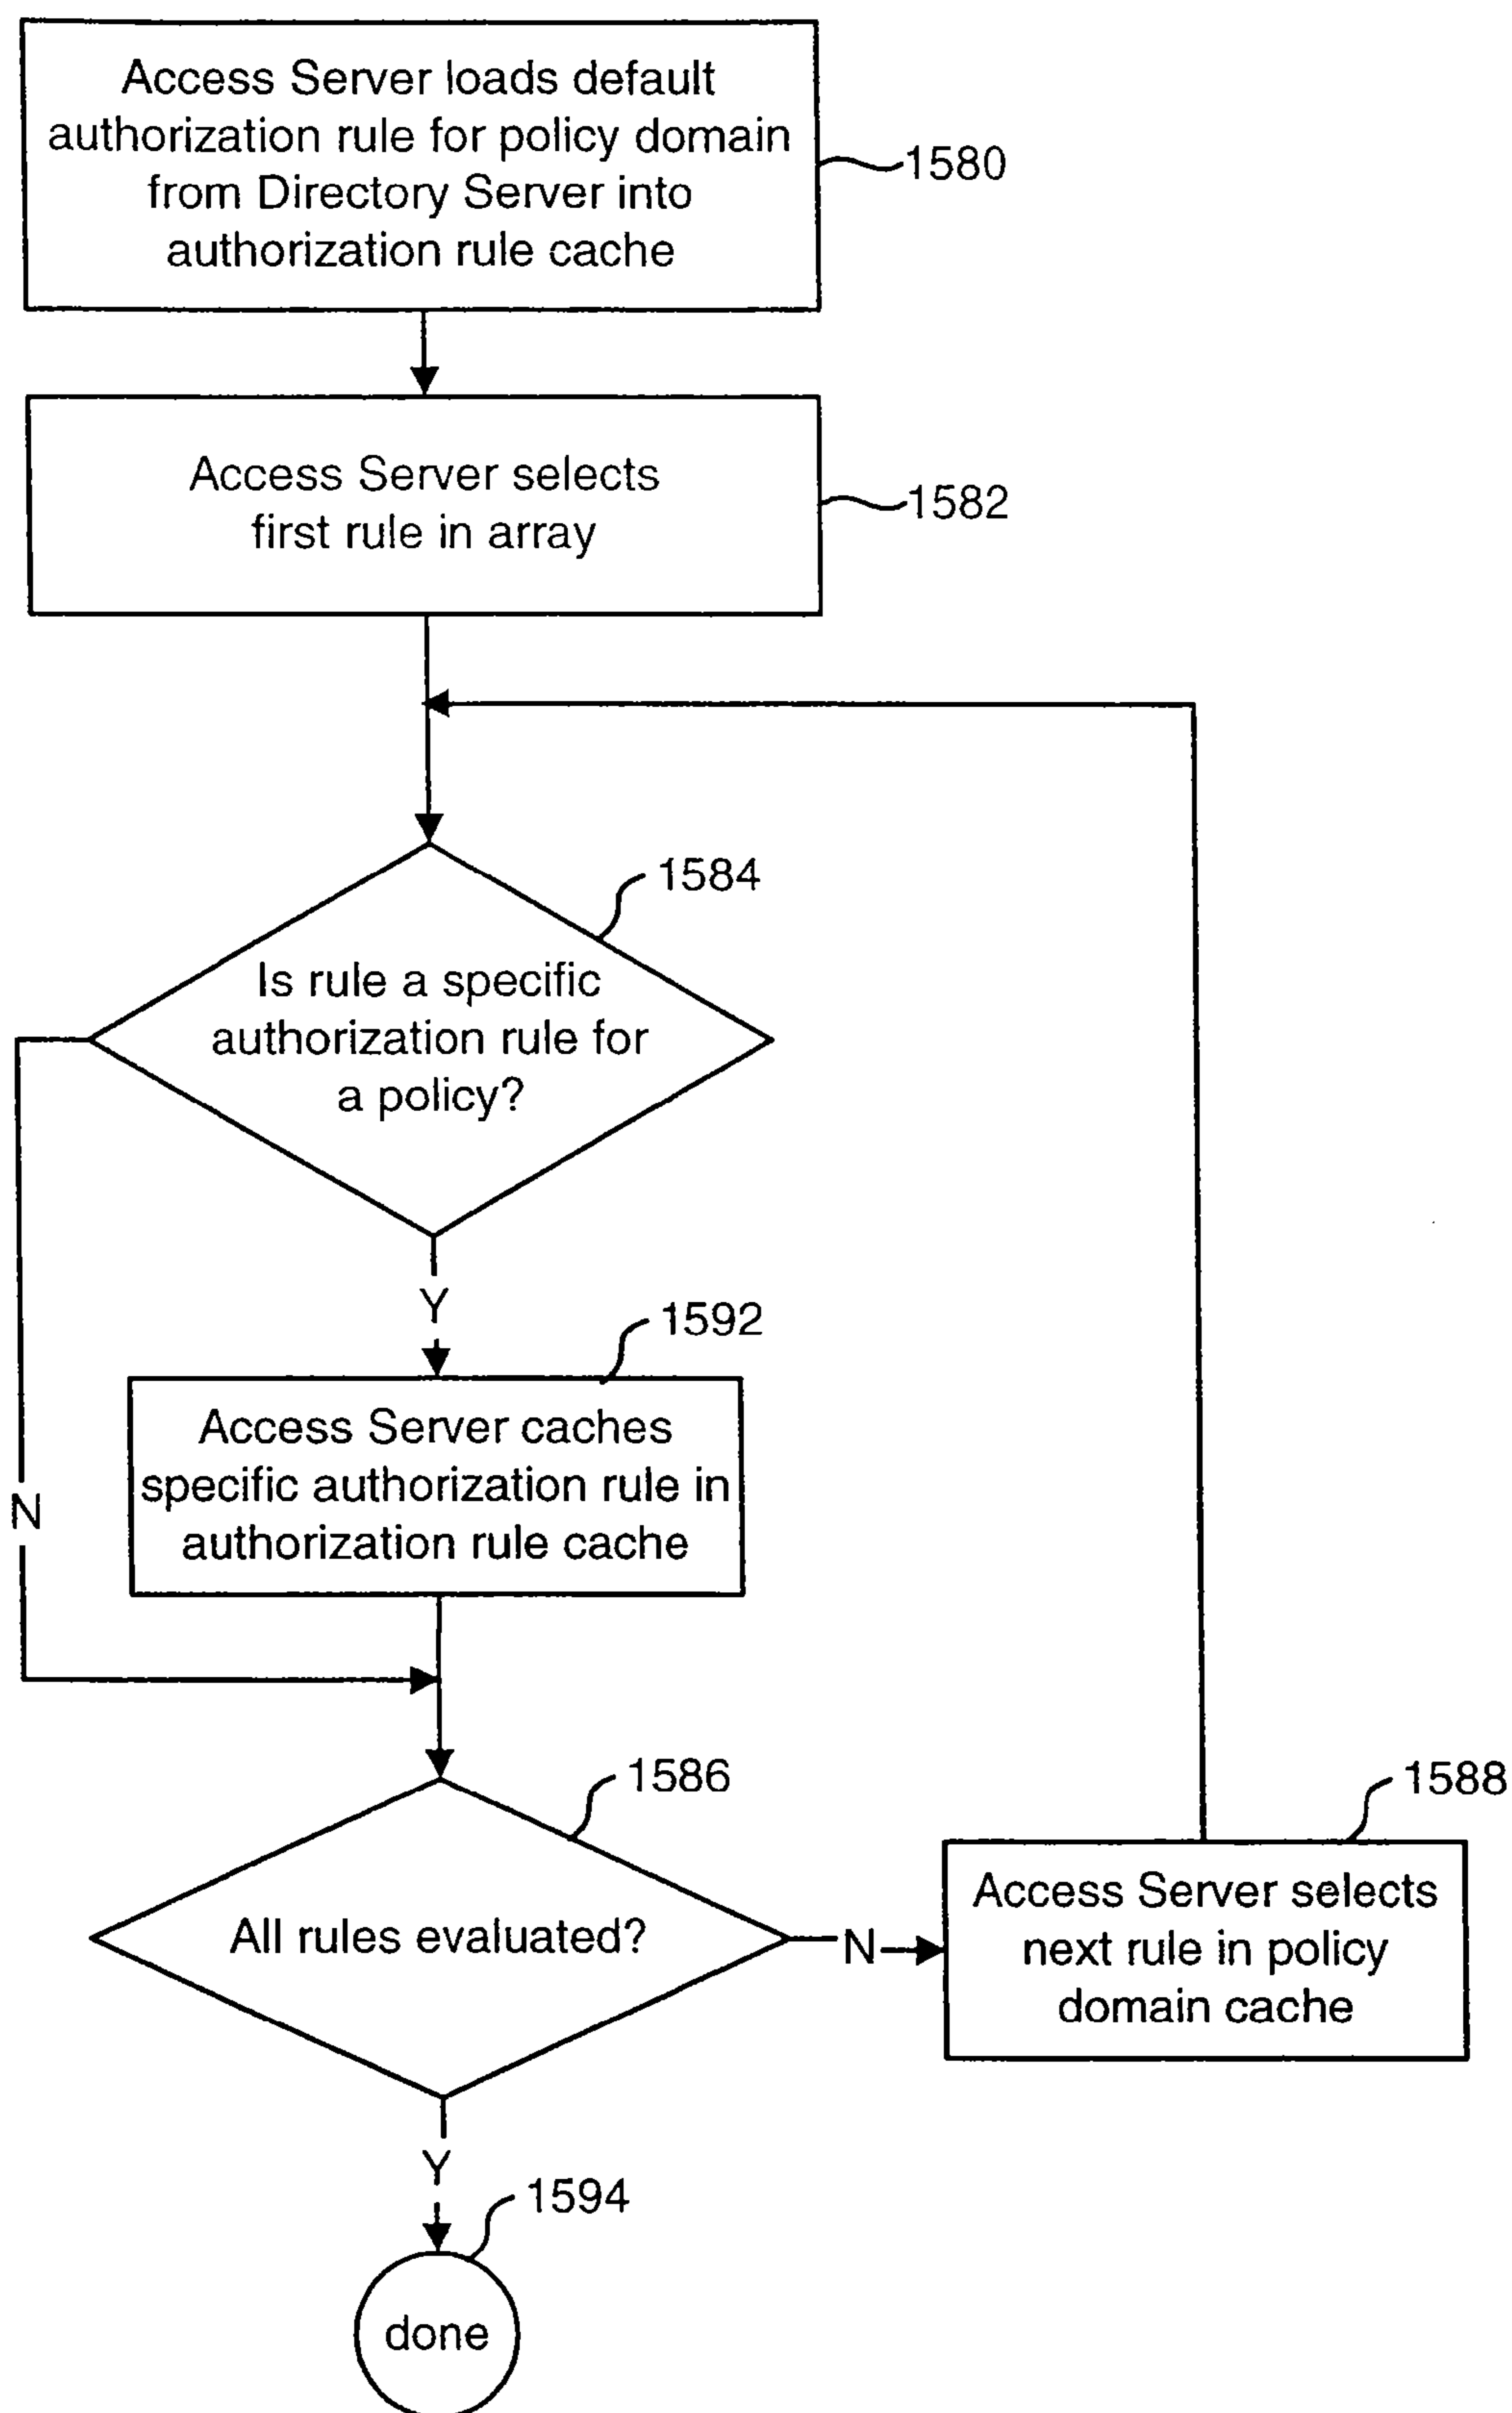 Access Server loads default
authorization rule for policy domain
from Directory Server into
authorization rule cache
1580
Access Server selects
first rule in array
1582
1584
Is rule a specific
authorization rule for
a policy?
Y
1592
Access Server caches
specific authorization rule in
authorization rule cache
N
1586
All rules evaluated?
N
1588
Access Server selects
next rule in policy
domain cache
Y
1594
done